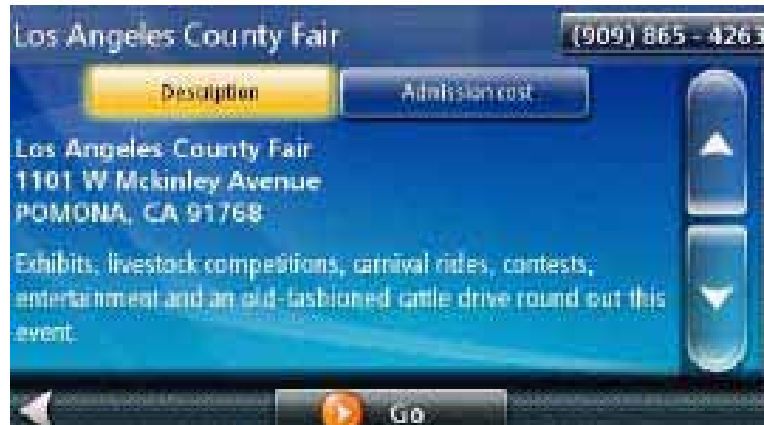 Los Angeles County Fair
(909) 865 - 4263
Description
Admission cost
Los Angeles County Fair
1101 W Mckinley Avenue
POMONA, CA 91768
Exhibits, livestock competitions, carnival rides, contests,
entertainment and an old-fashioned cattle drive round out this
event.
Go